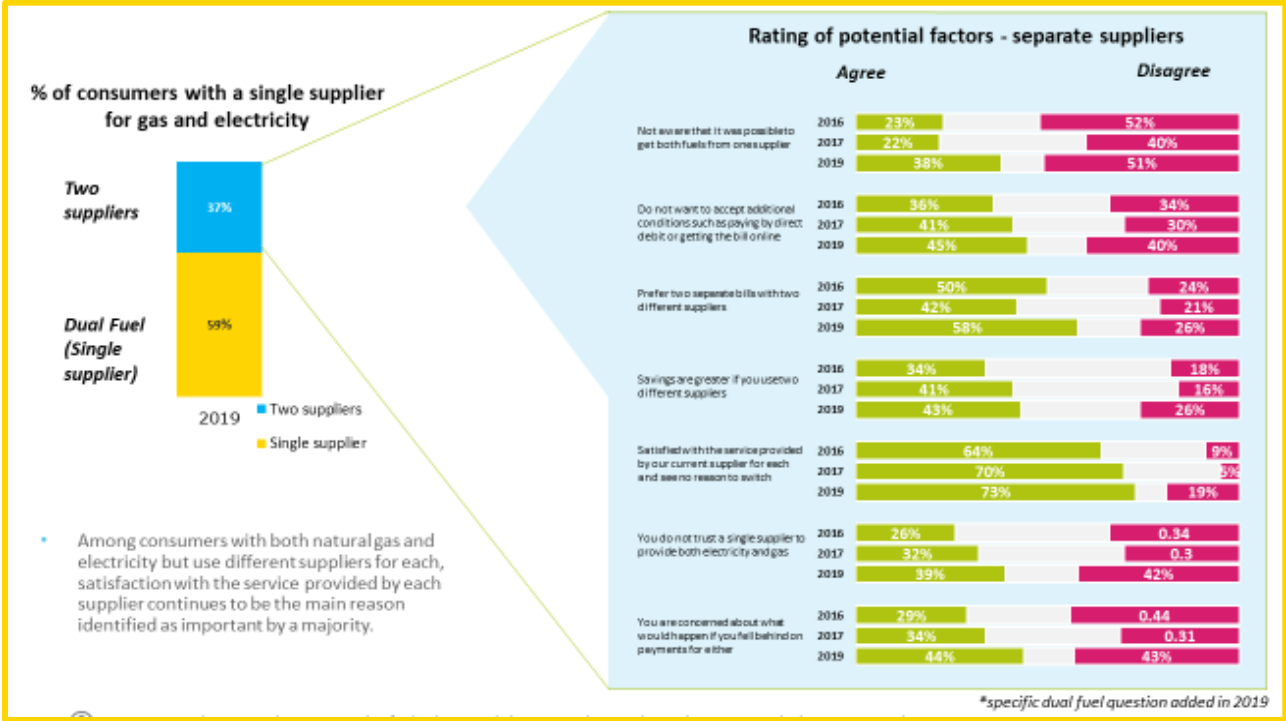 % of consumers with a single supplier
for gas and electricity
Two
suppliers
37%
Dual Fuel
(Single
supplier)
59%
2019
Two suppliers
Single supplier
• Among consumers with both natural gas and
electricity but use different suppliers for each,
satisfaction with the service provided by each
supplier continues to be the main reason
identified as important by a majority.
Rating of potential factors - separate suppliers
Agree Disagree
Not aware that it was possible to
get both fuels from one supplier
2016 23% 52%
2017 22% 40%
2019 38% 51%
Do not want to accept additional
conditions such as paying by direct
debit or getting the bill online
2016 36% 34%
2017 41% 30%
2019 45% 40%
Prefer two separate bills with two
different suppliers
2016 50% 24%
2017 42% 21%
2019 58% 26%
Savings are greater if you use two
different suppliers
2016 34% 18%
2017 41% 16%
2019 43% 26%
Satisfied with the service provided
by our current supplier for each
and see no reason to switch
2016 64% 9%
2017 70% 5%
2019 73% 19%
You do not trust a single supplier to
provide both electricity and gas
2016 26% 0.34
2017 32% 0.3
2019 39% 42%
You are concerned about what
would happen if you fell behind on
payments for either
2016 29% 0.44
2017 34% 0.31
2019 44% 43%
*specific dual fuel question added in 2019